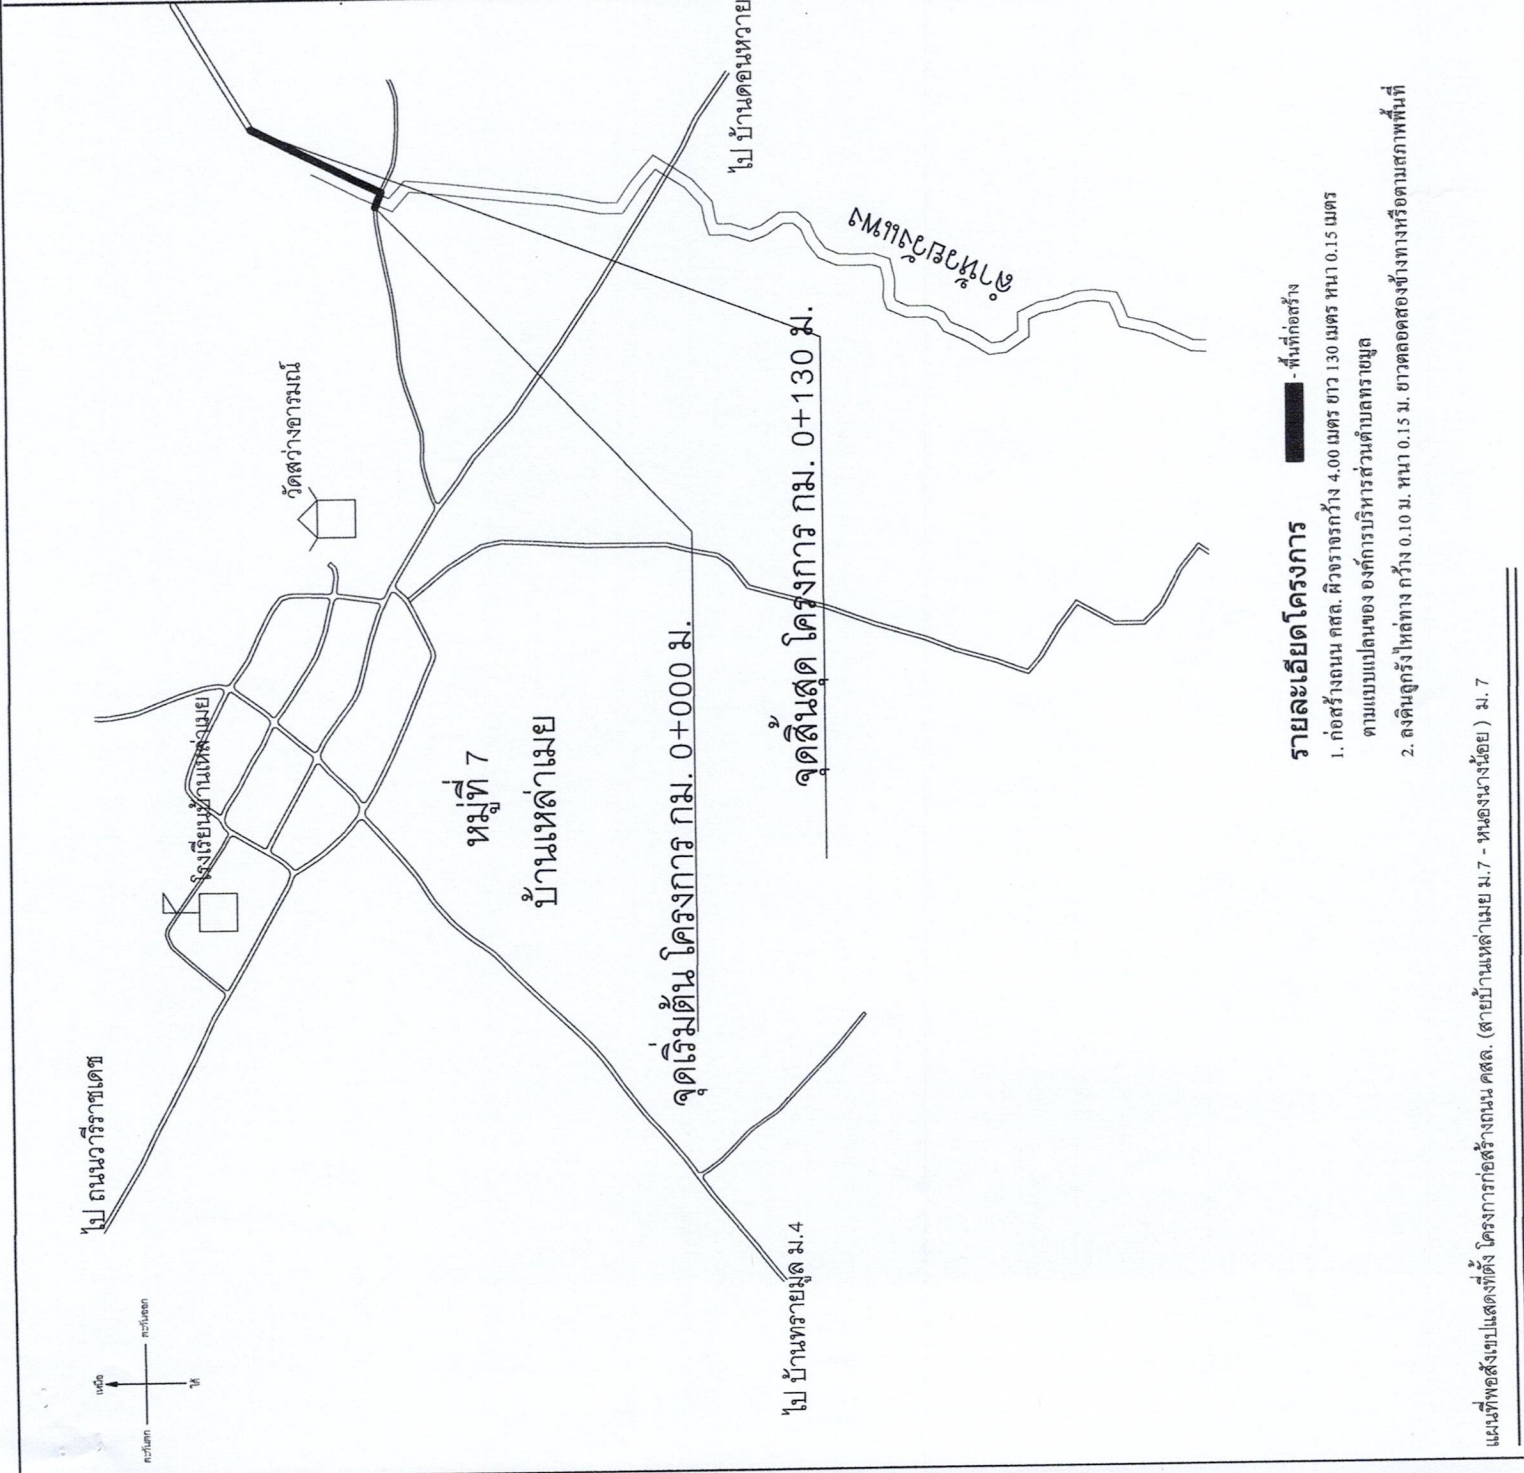 เหนือ
ตะวันตก
ตะวันออก
ใต้
ไป ถนนวารีราชเดช
โรงเรียนบ้านเหล่าเมย
วัดสว่างอารมณ์
หมู่ที่ 7
บ้านเหล่าเมย
จุดเริ่มต้น โครงการ กม. 0+000 ม.
จุดสิ้นสุด โครงการ กม. 0+130 ม.
ไป บ้านดอนหวาย
ลำห้วยวังแพง
ไป บ้านทรายมูล ม.4
รายละเอียดโครงการ
- พื้นที่ก่อสร้าง
1. ก่อสร้างถนน คสล. ผิวจราจรกว้าง 4.00 เมตร ยาว 130 เมตร หนา 0.15 เมตร
ตามแบบแปลนของ องค์การบริหารส่วนตำบลทรายมูล
2. ลงดินลูกรังไหล่ทาง กว้าง 0.10 ม. หนา 0.15 ม. ยาวตลอดสองข้างทางหรือตามสภาพพื้นที่
แผนที่พอสังเขปแสดงที่ตั้ง โครงการก่อสร้างถนน คสล. (สายบ้านเหล่าเมย ม.7 - หนองนางน้อย ) ม. 7